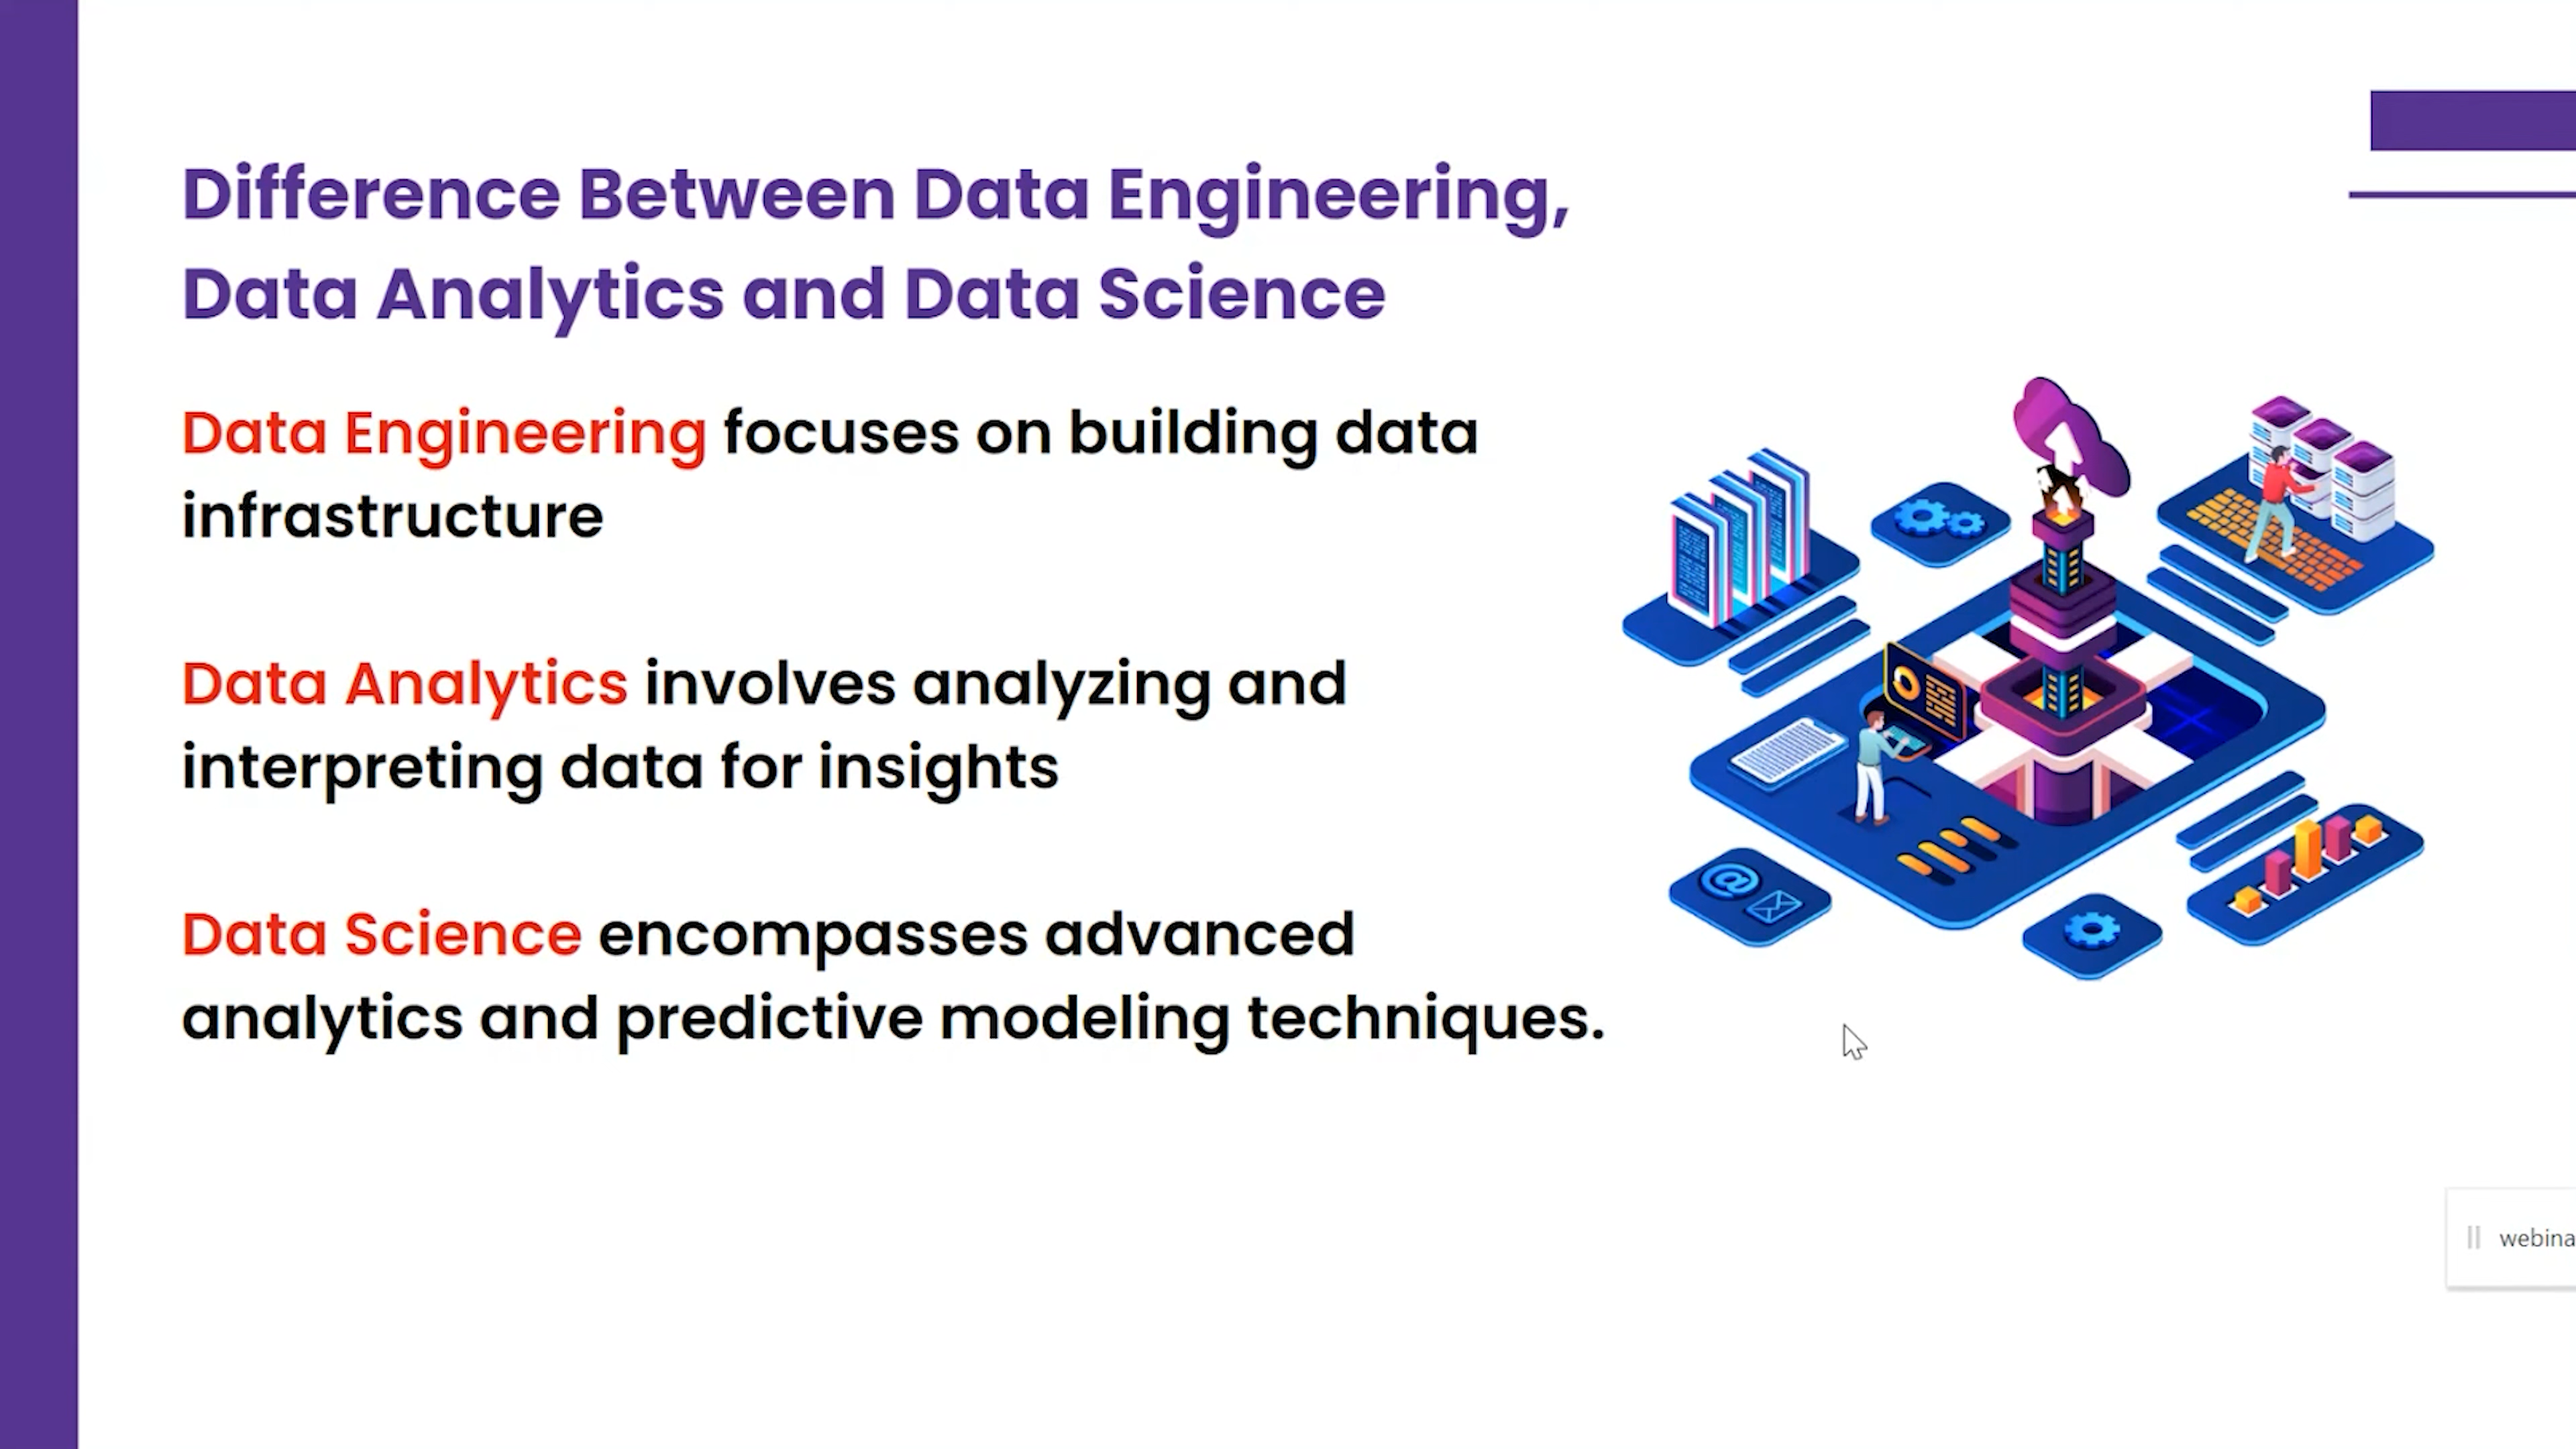 Difference Between Data Engineering,
Data Analytics and Data Science
Data Engineering focuses on building data
infrastructure
Data Analytics involves analyzing and
interpreting data for insights
Data Science encompasses advanced
analytics and predictive modeling techniques.
webina